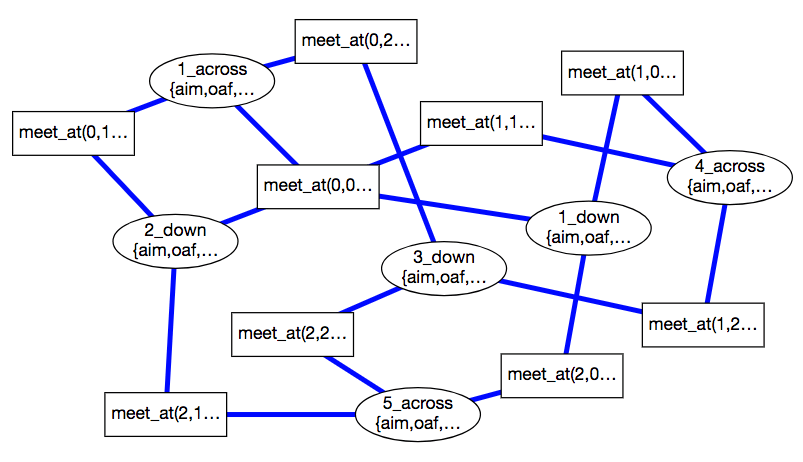 meet_at(0,2…
1_across
{aim,oaf,…
meet_at(1,0…
meet_at(0,1…
meet_at(1,1…
4_across
{aim,oaf,…
meet_at(0,0…
1_down
{aim,oaf,…
2_down
{aim,oaf,…
3_down
{aim,oaf,…
meet_at(1,2…
meet_at(2,2…
meet_at(2,0…
5_across
{aim,oaf,…
meet_at(2,1…